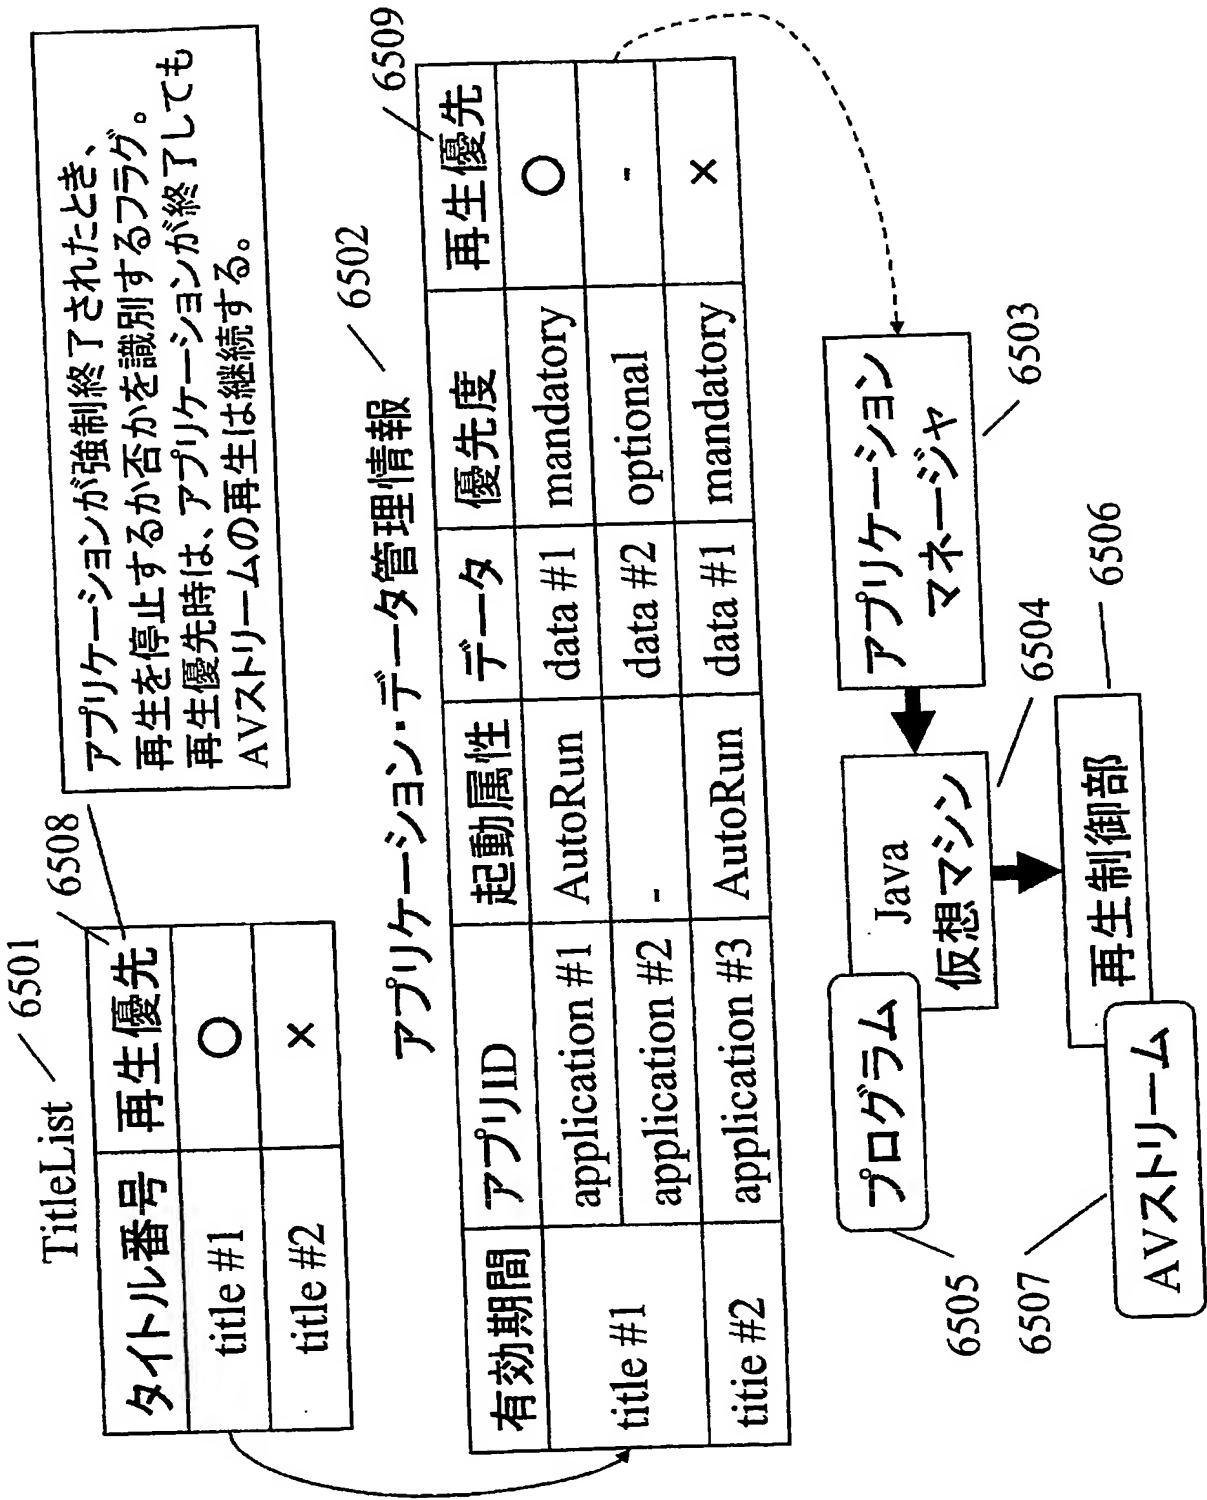 TitleList
6501
6508
タイトル番号 再生優先
title #1 ○
title #2 ×
アプリケーションが強制終了されたとき、
再生を停止するか否かを識別するフラグ。
再生優先時は、アプリケーションが終了しても
AVストリームの再生は継続する。
アプリケーション・データ管理情報
6502
6509
有効期間 アプリID 起動属性 データ 優先度 再生優先
title #1 application #1 AutoRun data #1 mandatory ○
application #2 - data #2 optional -
titie #2 application #3 AutoRun data #1 mandatory ×
アプリケーション
マネージャ
6503
Java
仮想マシン
6504
プログラム
6505
再生制御部
6506
AVストリーム
6507